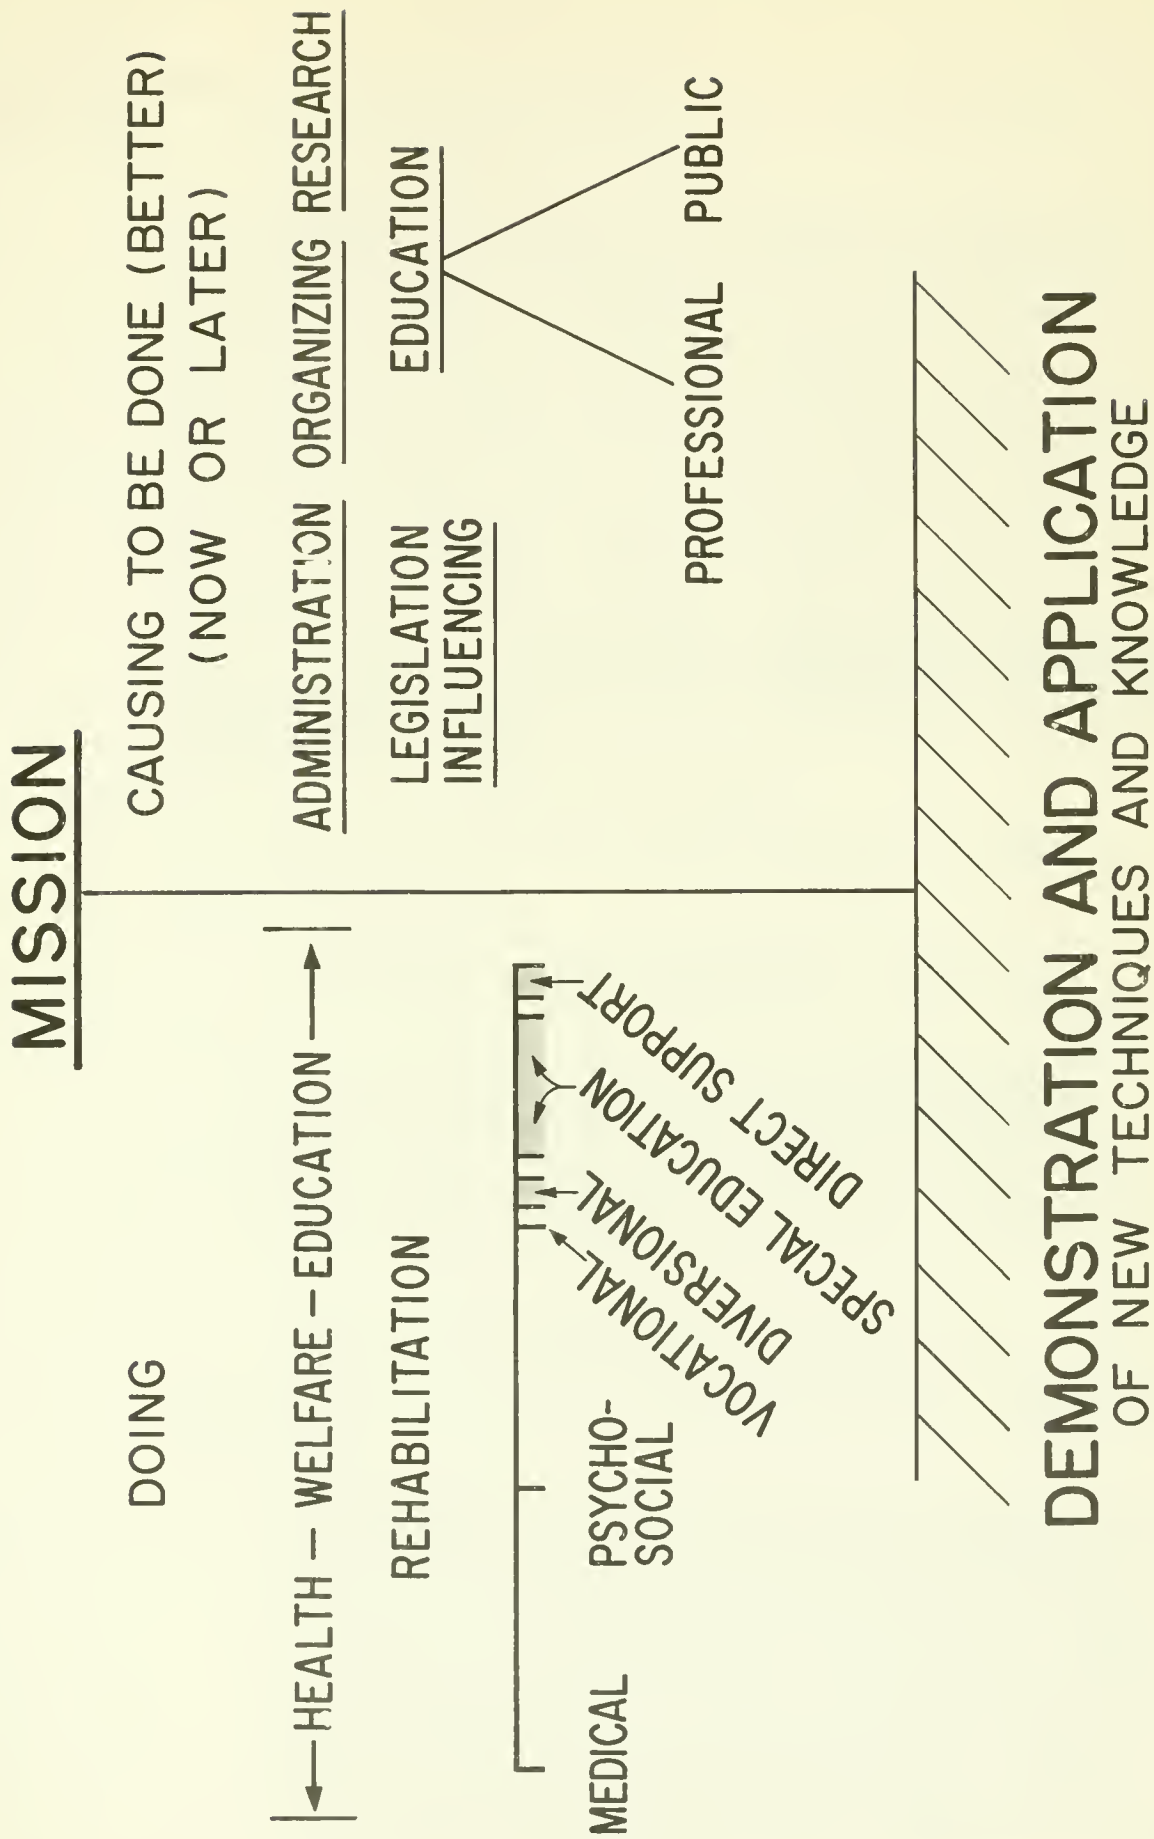 MISSION
DOING
CAUSING TO BE DONE (BETTER)
(NOW OR LATER)
HEALTH – WELFARE – EDUCATION
ADMINISTRATION ORGANIZING RESEARCH
REHABILITATION
LEGISLATION
INFLUENCING
EDUCATION
MEDICAL
PSYCHO-
SOCIAL
VOCATIONAL
DIVERSIONAL
SPECIAL EDUCATION
DIRECT SUPPORT
PROFESSIONAL PUBLIC
DEMONSTRATION AND APPLICATION
OF NEW TECHNIQUES AND KNOWLEDGE